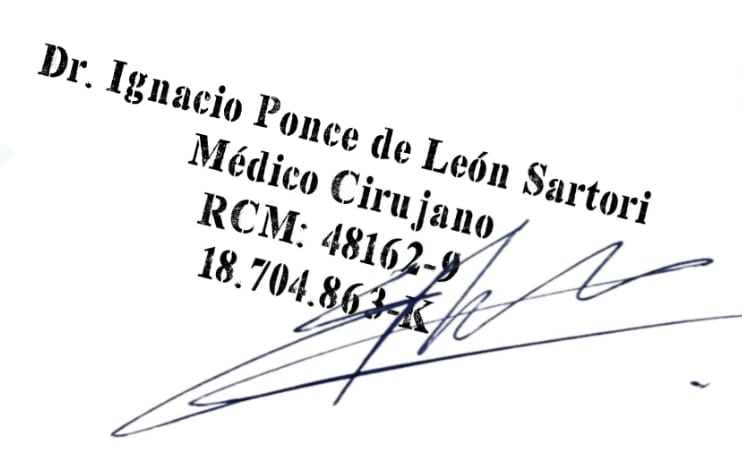 Dr. Ignacio Ponce de León Sartori
Médico Cirujano
RCM: 48162-9
18.704.863-K